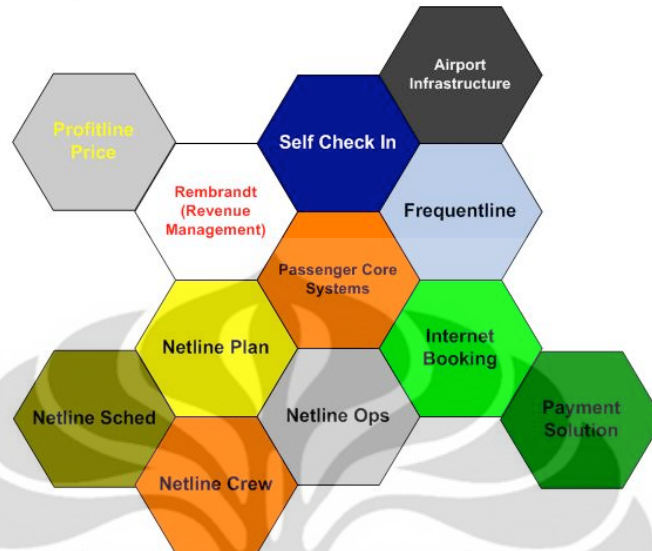 Airport
Infrastructure
Profitline
Price
Self Check In
Rembrandt
(Revenue
Management)
Frequentline
Passenger Core
Systems
Netline Plan
Internet
Booking
Netline Sched
Netline Ops
Payment
Solution
Netline Crew